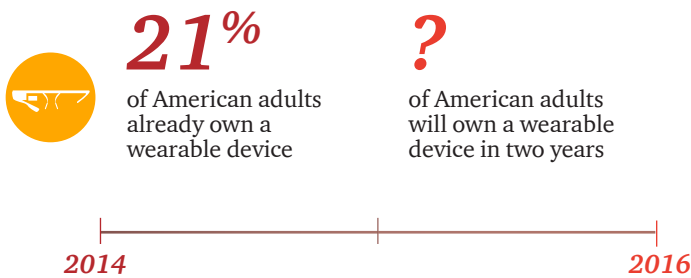 21%
of American adults
already own a
wearable device
?
of American adults
will own a wearable
device in two years
2014
2016